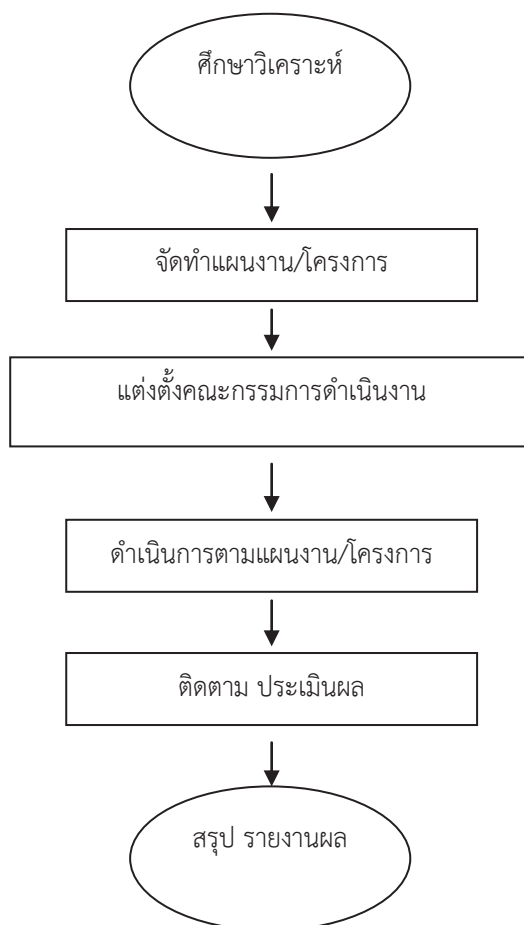 ศึกษาวิเคราะห์
จัดทำแผนงาน/โครงการ
แต่งตั้งคณะกรรมการดำเนินงาน
ดำเนินการตามแผนงาน/โครงการ
ติดตาม ประเมินผล
สรุป รายงานผล